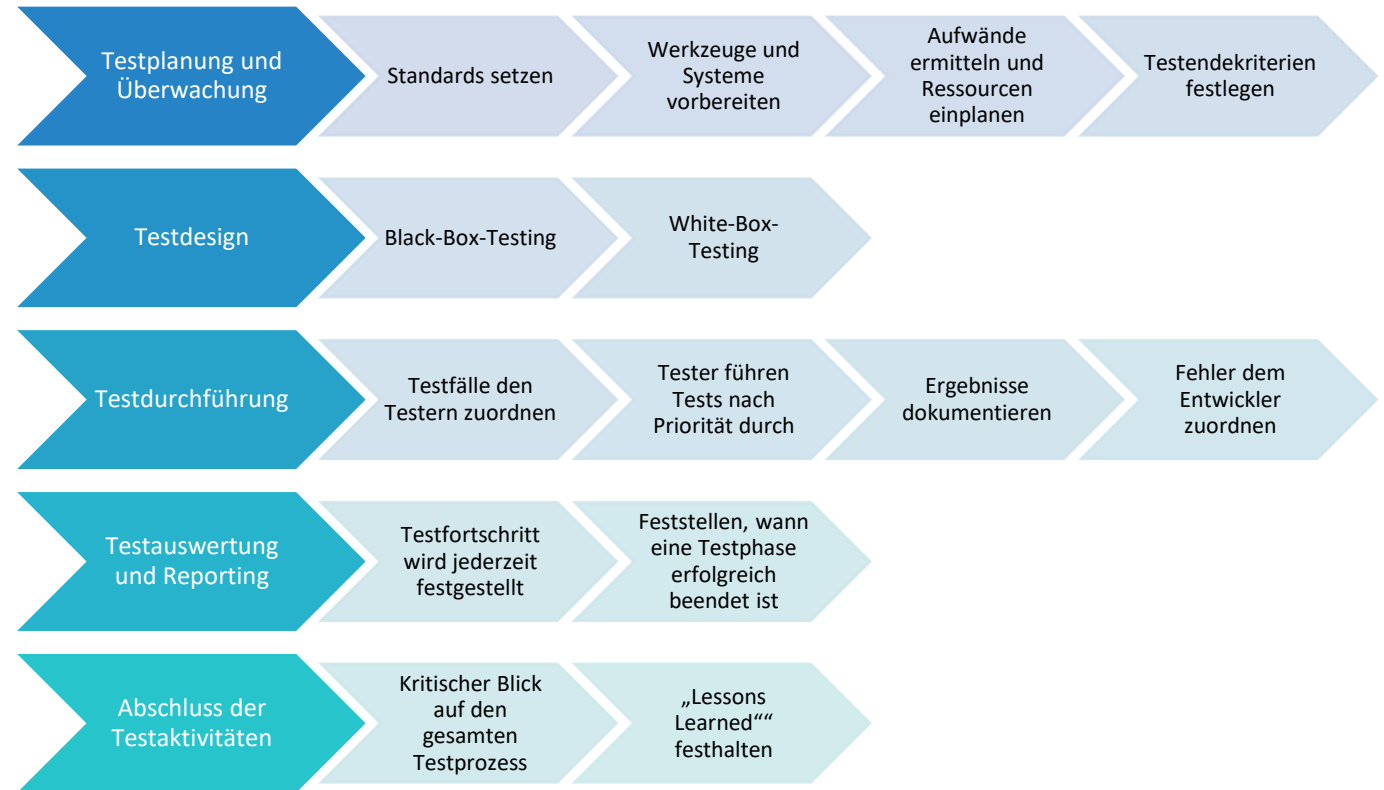 Testplanung und
Überwachung
Standards setzen
Werkzeuge und
Systeme
vorbereiten
Aufwände
ermitteln und
Ressourcen
einplanen
Testendekriterien
festlegen
Testdesign
Black-Box-Testing
White-Box-
Testing
Testdurchführung
Testfälle den
Testern zuordnen
Tester führen
Tests nach
Priorität durch
Ergebnisse
dokumentieren
Fehler dem
Entwickler
zuordnen
Testauswertung
und Reporting
Testfortschritt
wird jederzeit
festgestellt
Feststellen, wann
eine Testphase
erfolgreich
beendet ist
Abschluss der
Testaktivitäten
Kritischer Blick
auf den
gesamten
Testprozess
„Lessons
Learned““
festhalten